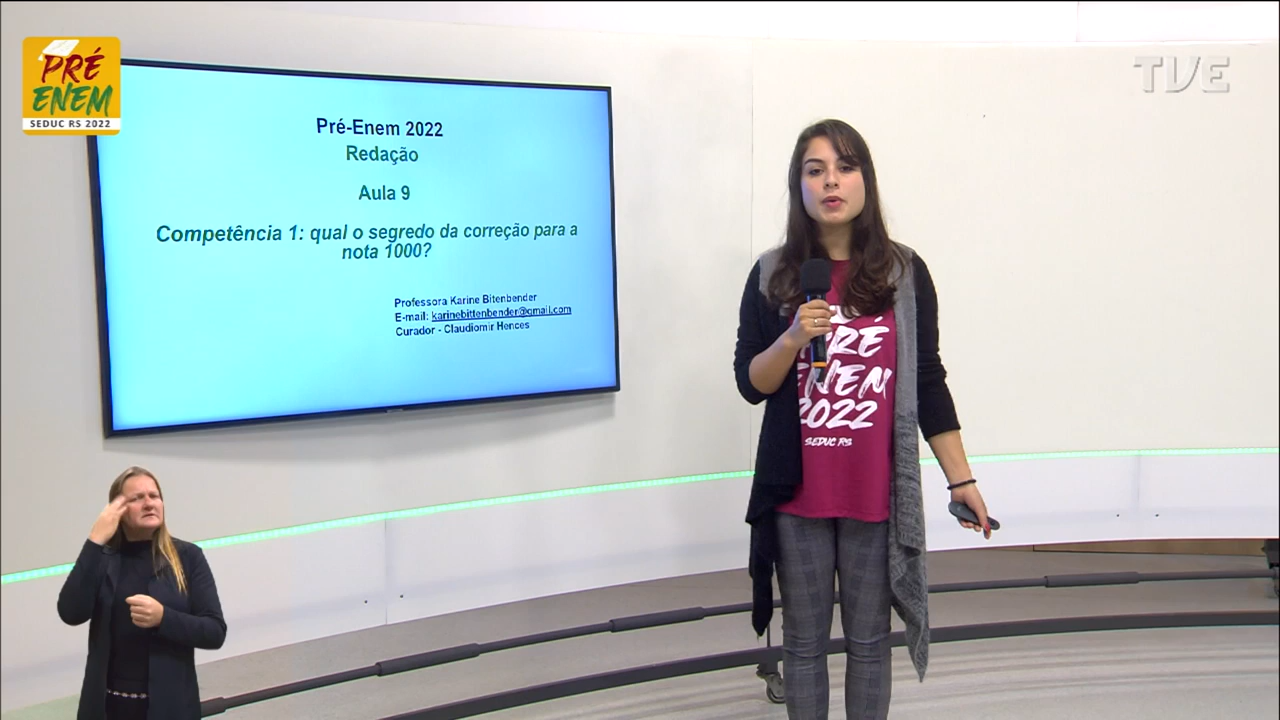 PRÉ
ENEM
SEDUC RS 2022
TVE
Pré-Enem 2022
Redação
Aula 9
Competência 1: qual o segredo da correção para a
nota 1000?
Professora Karine Bitenbender
E-mail: karinebittenbender@gmail.com
Curador - Claudiomir Hences
PRÉ
ENEM
2022
SEDUC RS